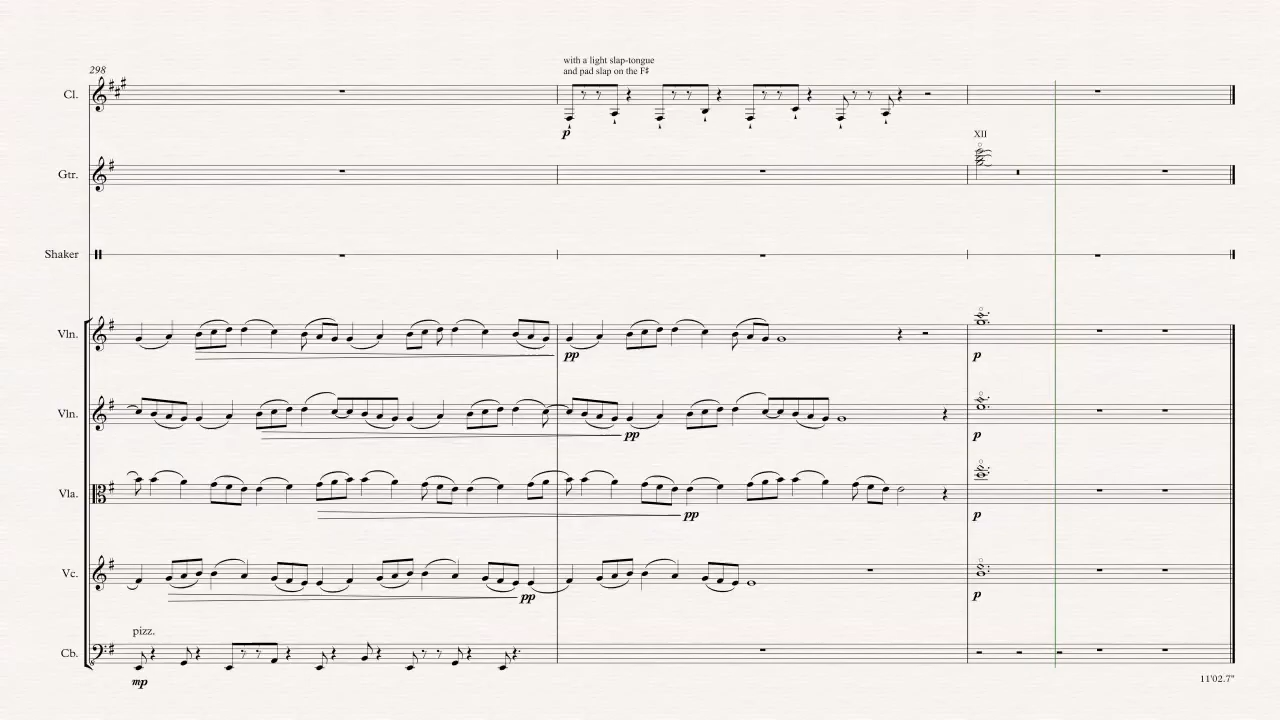 with a light slap-tongue
and pad slap on the F♯
298
Cl.
p
XII
Gtr.
Shaker
Vln.
pp
p
Vln.
pp
p
Vla.
pp
p
Vc.
pp
p
pizz.
Cb.
mp
11'02.7"